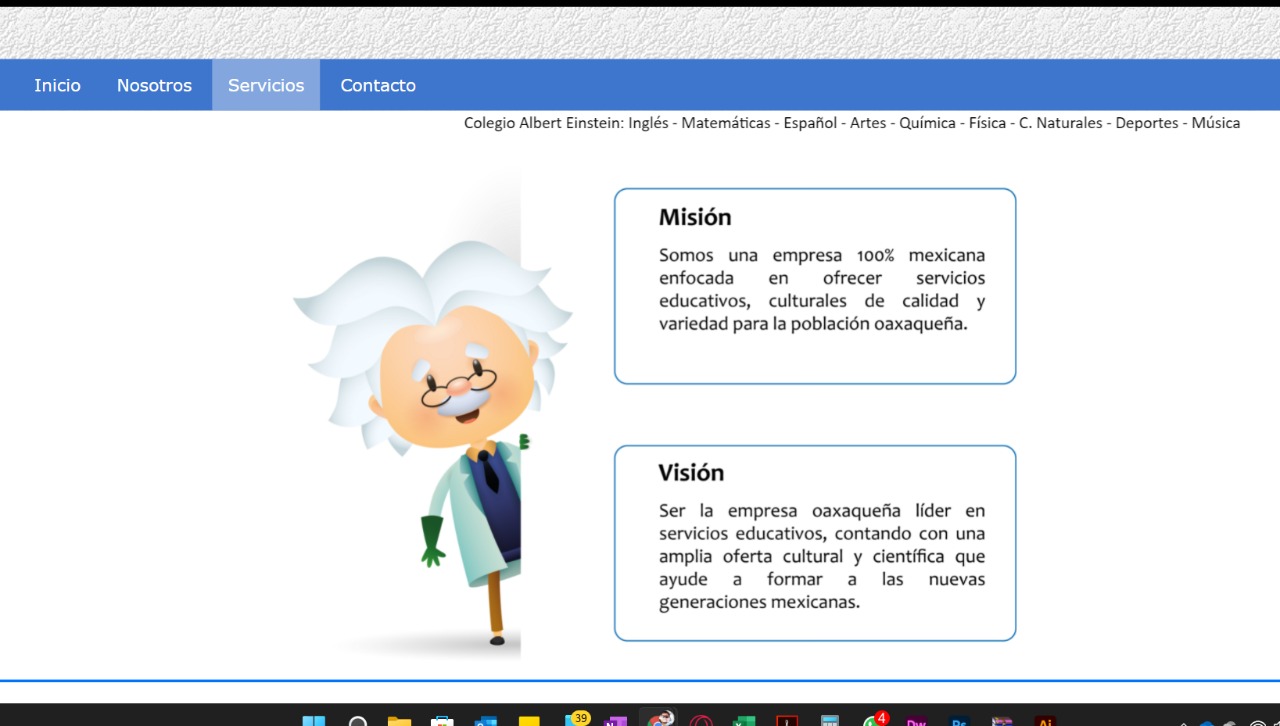 Inicio Nosotros Servicios Contacto
Colegio Albert Einstein: Inglés - Matemáticas - Español - Artes - Química - Física - C. Naturales - Deportes - Música
Misión
Somos una empresa 100% mexicana
enfocada en ofrecer servicios
educativos, culturales de calidad y
variedad para la población oaxaqueña.
Visión
Ser la empresa oaxaqueña líder en
servicios educativos, contando con una
amplia oferta cultural y científica que
ayude a formar a las nuevas
generaciones mexicanas.
39 4 Dw Ps Ai